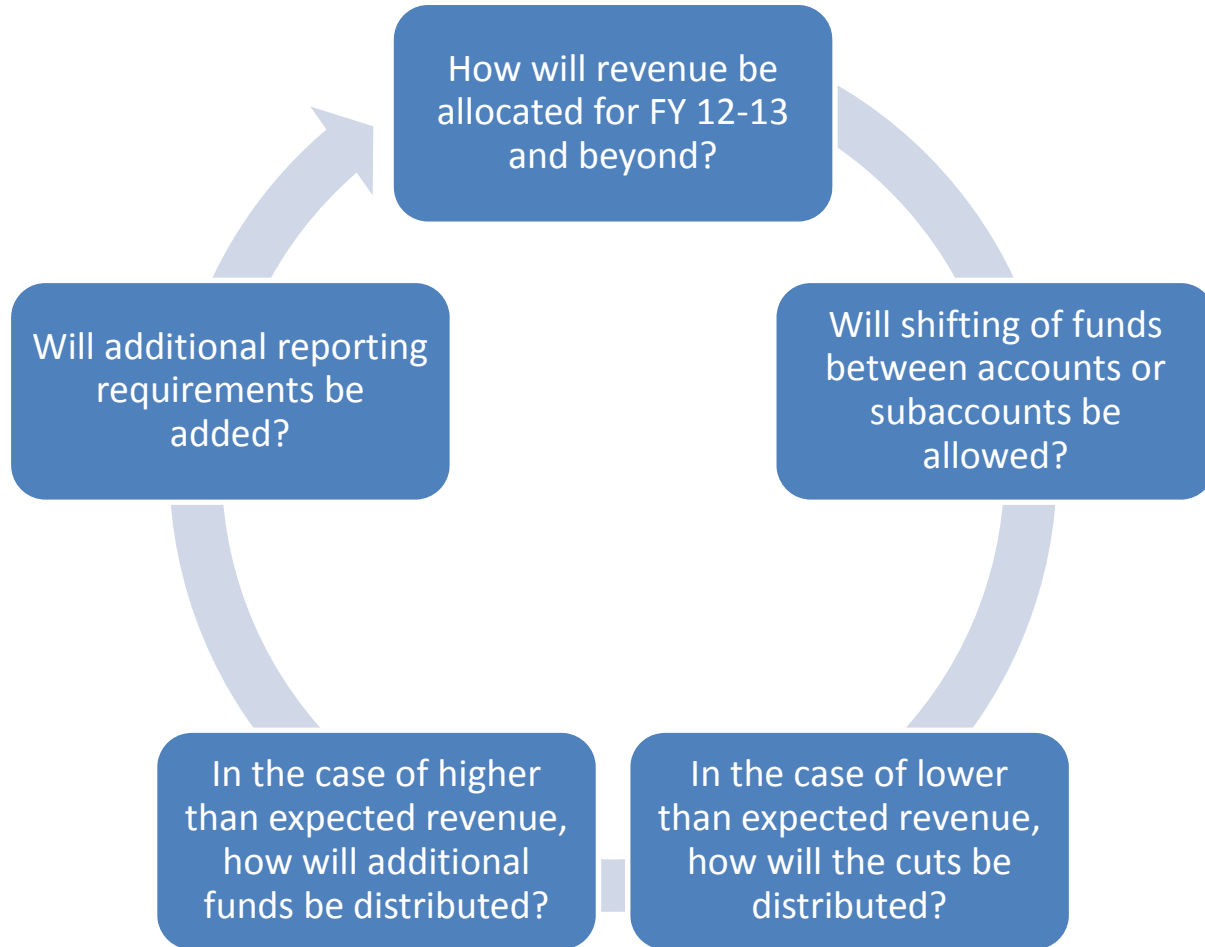 How will revenue be
allocated for FY 12-13
and beyond?
Will shifting of funds
between accounts or
subaccounts be
allowed?
In the case of lower
than expected revenue,
how will the cuts be
distributed?
In the case of higher
than expected revenue,
how will additional
funds be distributed?
Will additional reporting
requirements be
added?